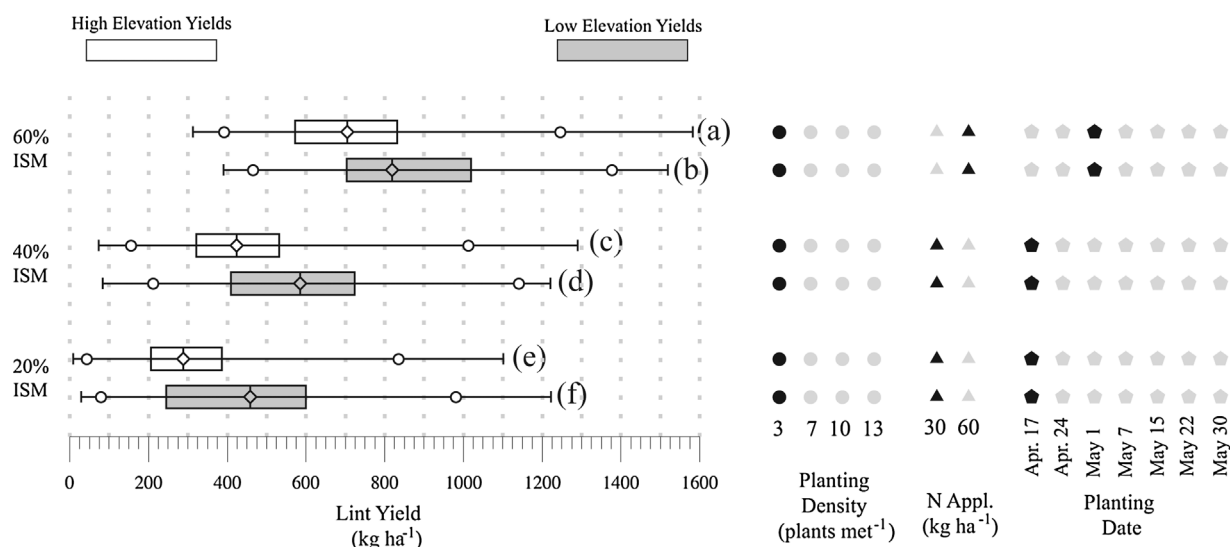 High Elevation Yields
Low Elevation Yields
60%
ISM
(a)
(b)
40%
ISM
(c)
(d)
20%
ISM
(e)
(f)
0 200 400 600 800 1000 1200 1400 1600
Lint Yield
(kg ha⁻¹)
3 7 10 13
Planting
Density
(plants met⁻¹)
30 60
N Appl.
(kg ha⁻¹)
Apr. 17
Apr. 24
May 1
May 7
May 15
May 22
May 30
Planting
Date